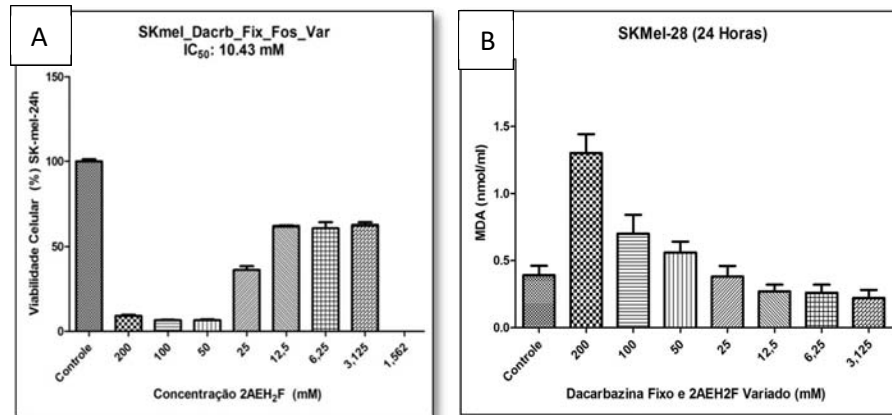 A
SKmel_Dacrb_Fix_Fos_Var
IC50: 10.43 mM
Viabilidade Celular (%) SK-mel-24h
150
100
50
0
Controle
200
100
50
25
12,5
6,25
3,125
1,562
Concentração 2AEH2F (mM)
B
SKMel-28 (24 Horas)
MDA (nmol/ml)
1.5
1.0
0.5
0.0
Controle
200
100
50
25
12,5
6,25
3,125
Dacarbazina Fixo e 2AEH2F Variado (mM)